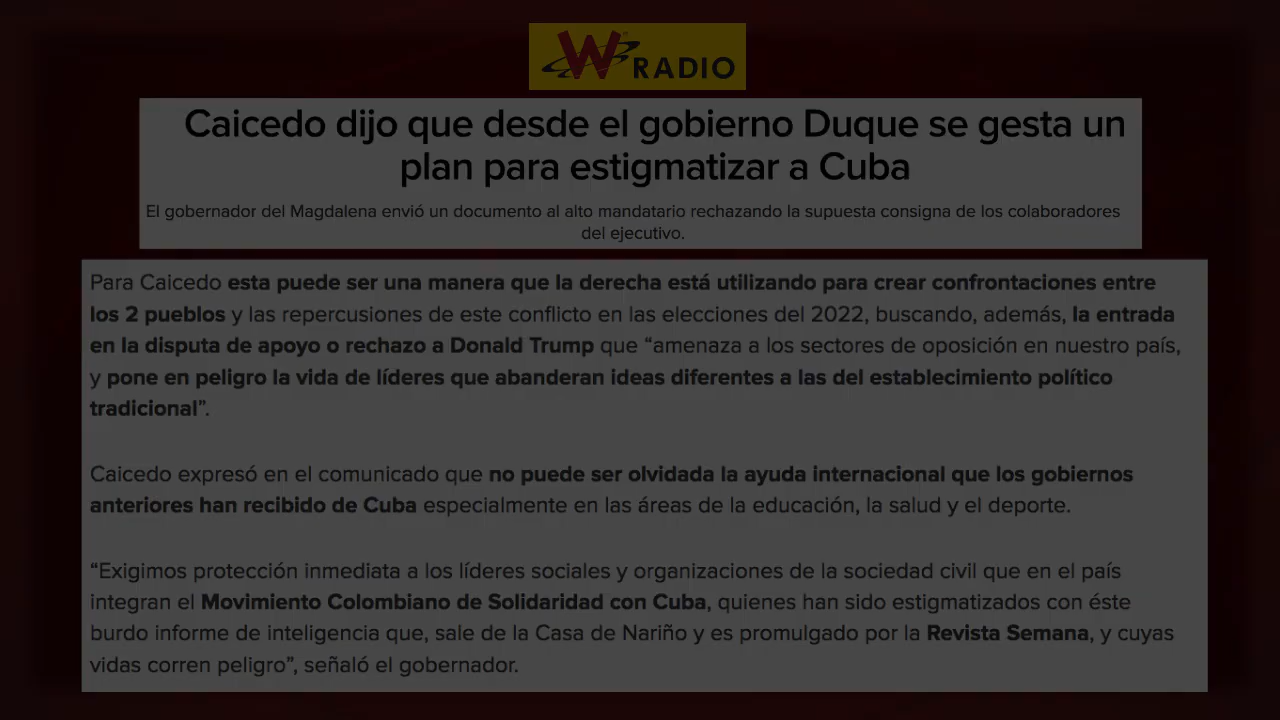 W RADIO
Caicedo dijo que desde el gobierno Duque se gesta un
plan para estigmatizar a Cuba
El gobernador del Magdalena envió un documento al alto mandatario rechazando la supuesta consigna de los colaboradores
del ejecutivo.
Para Caicedo esta puede ser una manera que la derecha está utilizando para crear confrontaciones entre
los 2 pueblos y las repercusiones de este conflicto en las elecciones del 2022, buscando, además, la entrada
en la disputa de apoyo o rechazo a Donald Trump que “amenaza a los sectores de oposición en nuestro país,
y pone en peligro la vida de líderes que abanderan ideas diferentes a las del establecimiento político
tradicional”.
Caicedo expresó en el comunicado que no puede ser olvidada la ayuda internacional que los gobiernos
anteriores han recibido de Cuba especialmente en las áreas de la educación, la salud y el deporte.
“Exigimos protección inmediata a los líderes sociales y organizaciones de la sociedad civil que en el país
integran el Movimiento Colombiano de Solidaridad con Cuba, quienes han sido estigmatizados con éste
burdo informe de inteligencia que, sale de la Casa de Nariño y es promulgado por la Revista Semana, y cuyas
vidas corren peligro”, señaló el gobernador.